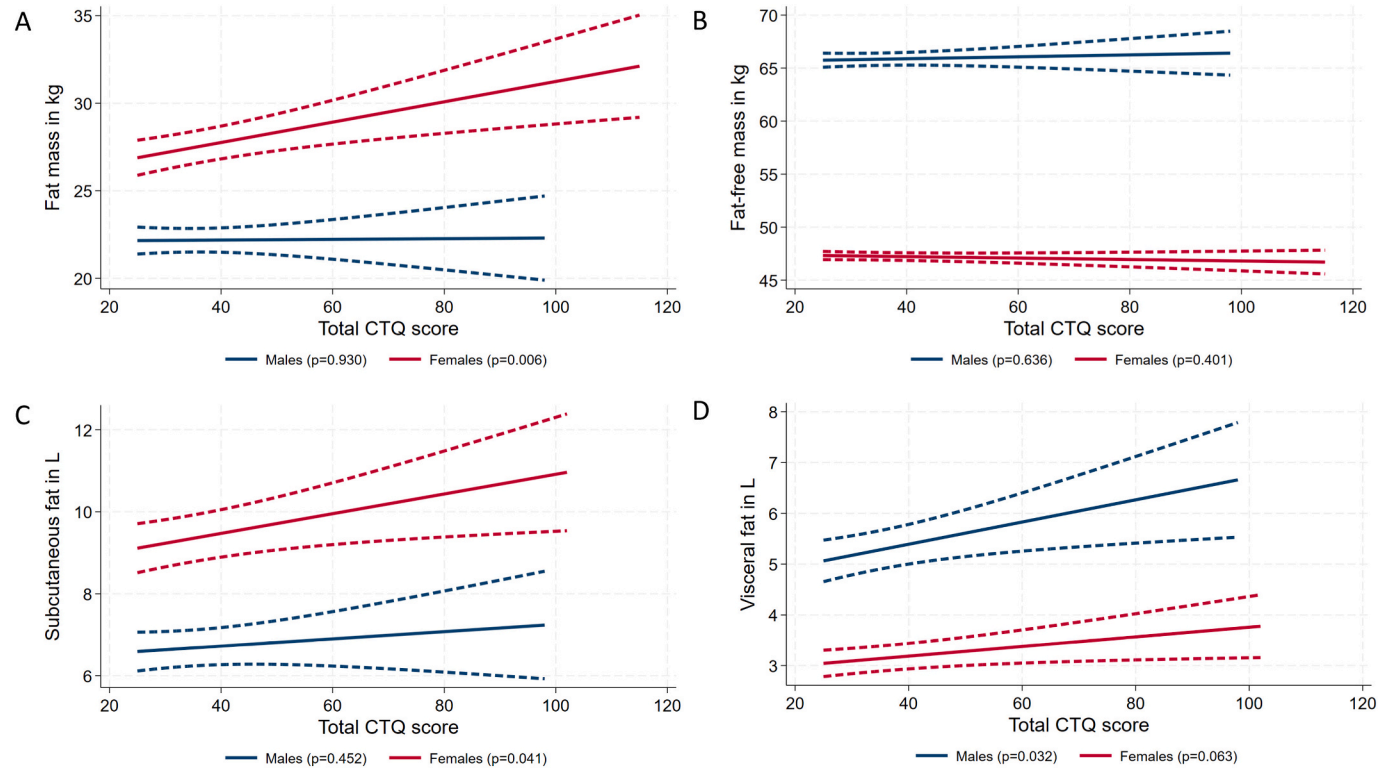 A
Fat mass in kg
35
30
25
20
20 40 60 80 100 120
Total CTQ score
Males (p=0.930) Females (p=0.006)
B
Fat-free mass in kg
70
65
60
55
50
45
20 40 60 80 100 120
Total CTQ score
Males (p=0.636) Females (p=0.401)
C
Subcutaneous fat in L
12
10
8
6
20 40 60 80 100 120
Total CTQ score
Males (p=0.452) Females (p=0.041)
D
Visceral fat in L
8
7
6
5
4
3
20 40 60 80 100 120
Total CTQ score
Males (p=0.032) Females (p=0.063)